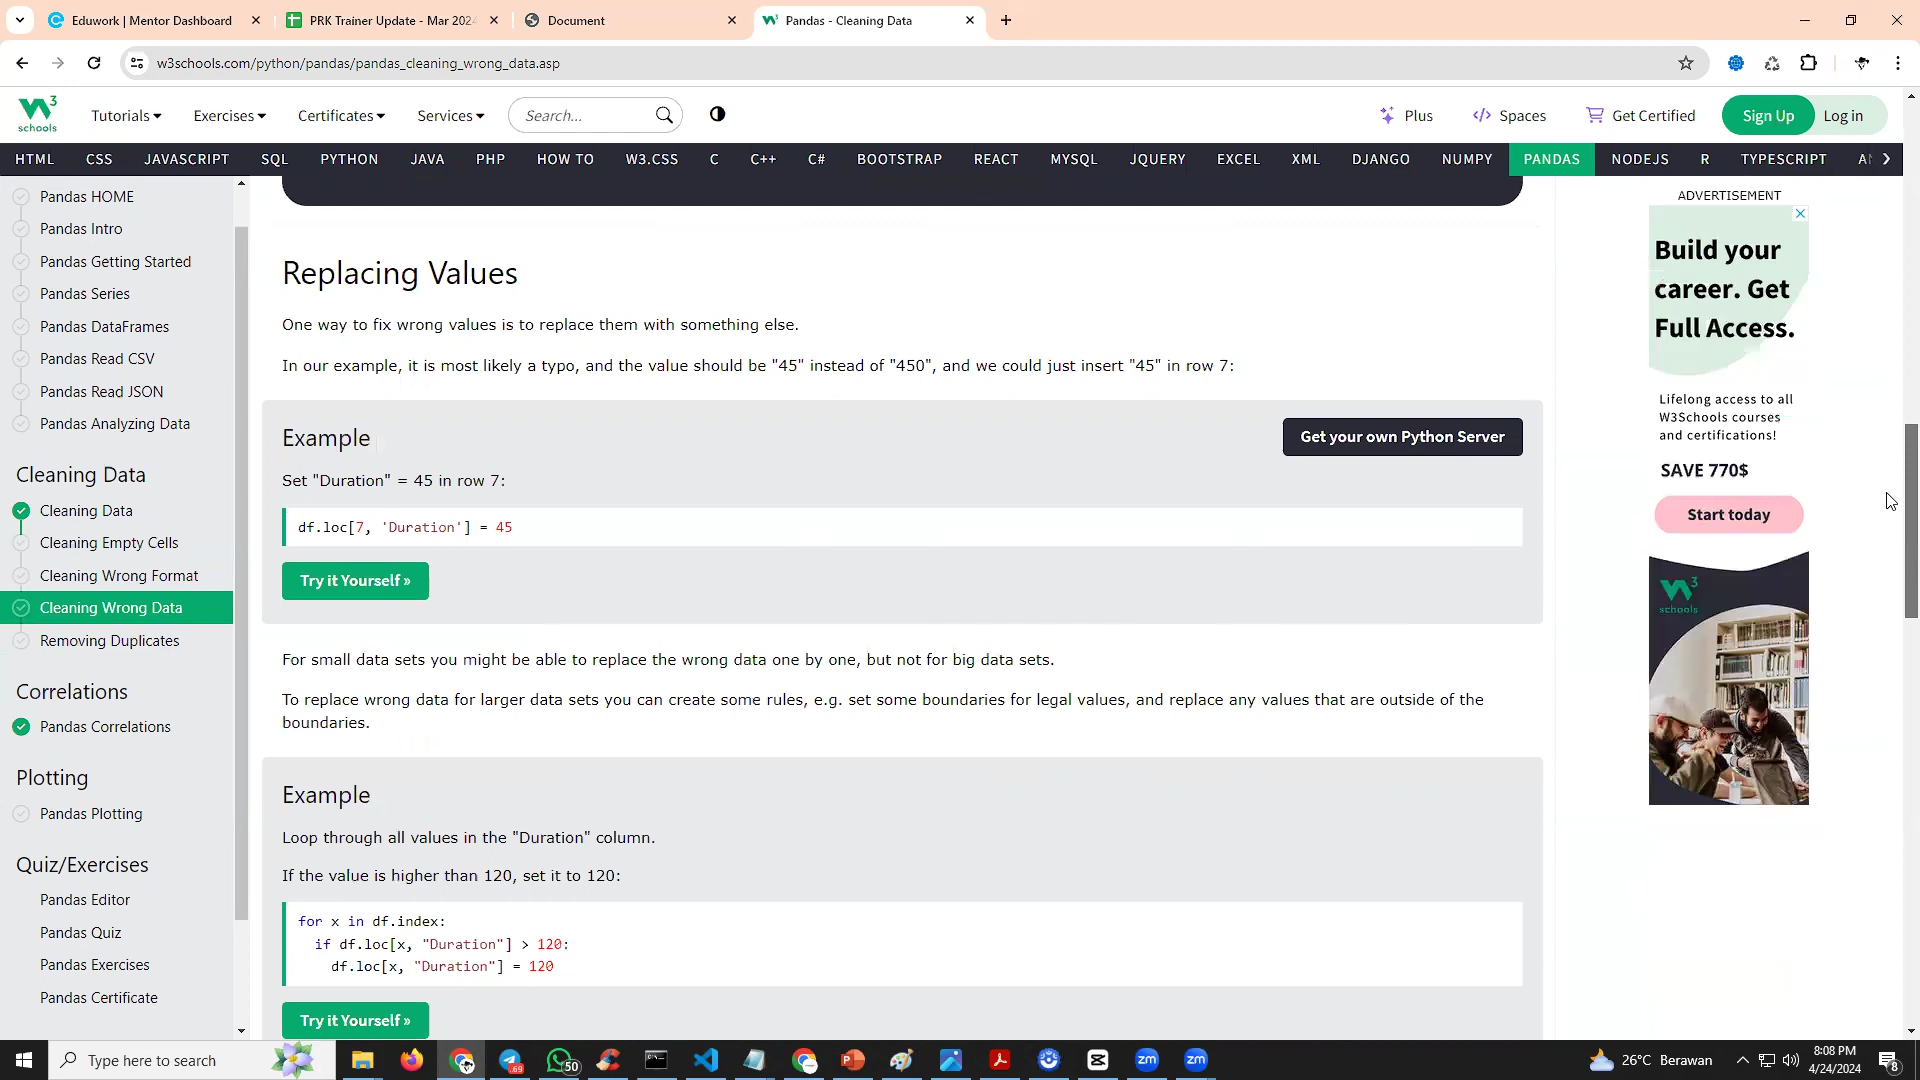 Eduwork | Mentor Dashboard
PRK Trainer Update - Mar 2024
Document
Pandas - Cleaning Data
w3schools.com/python/pandas/pandas_cleaning_wrong_data.asp
W3 schools
Tutorials
Exercises
Certificates
Services
Search...
Plus
Spaces
Get Certified
Sign Up
Log in
HTML CSS JAVASCRIPT SQL PYTHON JAVA PHP HOW TO W3.CSS C C++ C# BOOTSTRAP REACT MYSQL JQUERY EXCEL XML DJANGO NUMPY PANDAS NODEJS R TYPESCRIPT
Pandas HOME
Pandas Intro
Pandas Getting Started
Pandas Series
Pandas DataFrames
Pandas Read CSV
Pandas Read JSON
Pandas Analyzing Data
Cleaning Data
Cleaning Data
Cleaning Empty Cells
Cleaning Wrong Format
Cleaning Wrong Data
Removing Duplicates
Correlations
Pandas Correlations
Plotting
Pandas Plotting
Quiz/Exercises
Pandas Editor
Pandas Quiz
Pandas Exercises
Pandas Certificate
Replacing Values
One way to fix wrong values is to replace them with something else.
In our example, it is most likely a typo, and the value should be "45" instead of "450", and we could just insert "45" in row 7:
Example
Get your own Python Server
Set "Duration" = 45 in row 7:
df.loc[7, 'Duration'] = 45
Try it Yourself »
For small data sets you might be able to replace the wrong data one by one, but not for big data sets.
To replace wrong data for larger data sets you can create some rules, e.g. set some boundaries for legal values, and replace any values that are outside of the
boundaries.
Example
Loop through all values in the "Duration" column.
If the value is higher than 120, set it to 120:
for x in df.index:
if df.loc[x, "Duration"] > 120:
df.loc[x, "Duration"] = 120
Try it Yourself »
ADVERTISEMENT
Build your
career. Get
Full Access.
Lifelong access to all
W3Schools courses
and certifications!
SAVE 770$
Start today
W3 schools
Type here to search
69
50
zm
zm
26°C Berawan
8:08 PM
4/24/2024
8